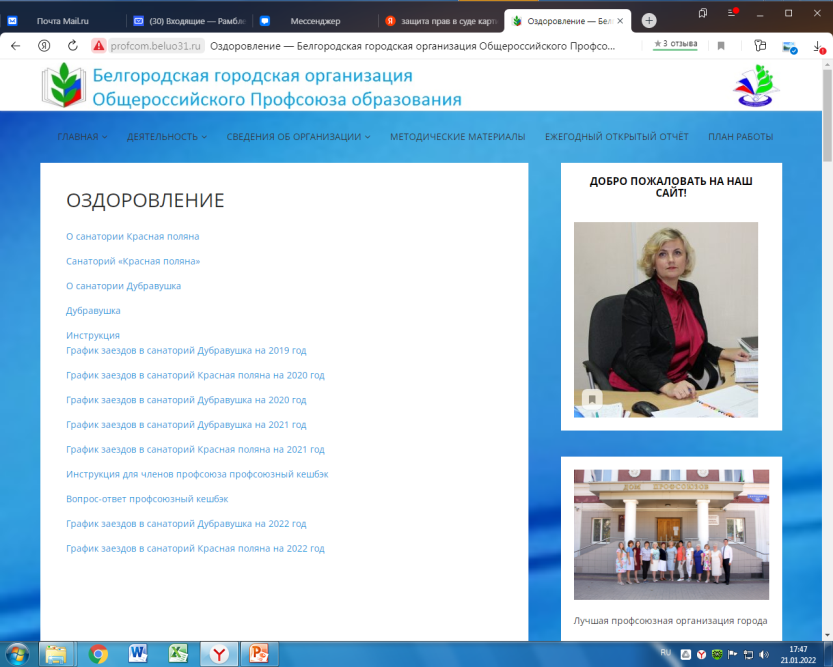 Почта Mail.ru
(30) Входящие — Рамбл
Мессенджер
защита прав в суде карт
Оздоровление — Бел
profcom.beluo31.ru Оздоровление — Белгородская городская организация Общероссийского Профсо...
★ 3 отзыва
Белгородская городская организация
Общероссийского Профсоюза образования
ГЛАВНАЯ ДЕЯТЕЛЬНОСТЬ СВЕДЕНИЯ ОБ ОРГАНИЗАЦИИ МЕТОДИЧЕСКИЕ МАТЕРИАЛЫ ЕЖЕГОДНЫЙ ОТКРЫТЫЙ ОТЧЁТ ПЛАН РАБОТЫ
ОЗДОРОВЛЕНИЕ
О санатории Красная поляна
Санаторий «Красная поляна»
О санатории Дубравушка
Дубравушка
Инструкция
График заездов в санаторий Дубравушка на 2019 год
График заездов в санаторий Красная поляна на 2020 год
График заездов в санаторий Дубравушка на 2020 год
График заездов в санаторий Дубравушка на 2021 год
График заездов в санаторий Красная поляна на 2021 год
Инструкция для членов профсоюза профсоюзный кешбэк
Вопрос-ответ профсоюзный кешбэк
График заездов в санаторий Дубравушка на 2022 год
График заездов в санаторий Красная поляна на 2022 год
ДОБРО ПОЖАЛОВАТЬ НА НАШ
САЙТ!
ДОМ ПРОФСОЮЗОВ
Лучшая профсоюзная организация города
RU
17:47
21.01.2022